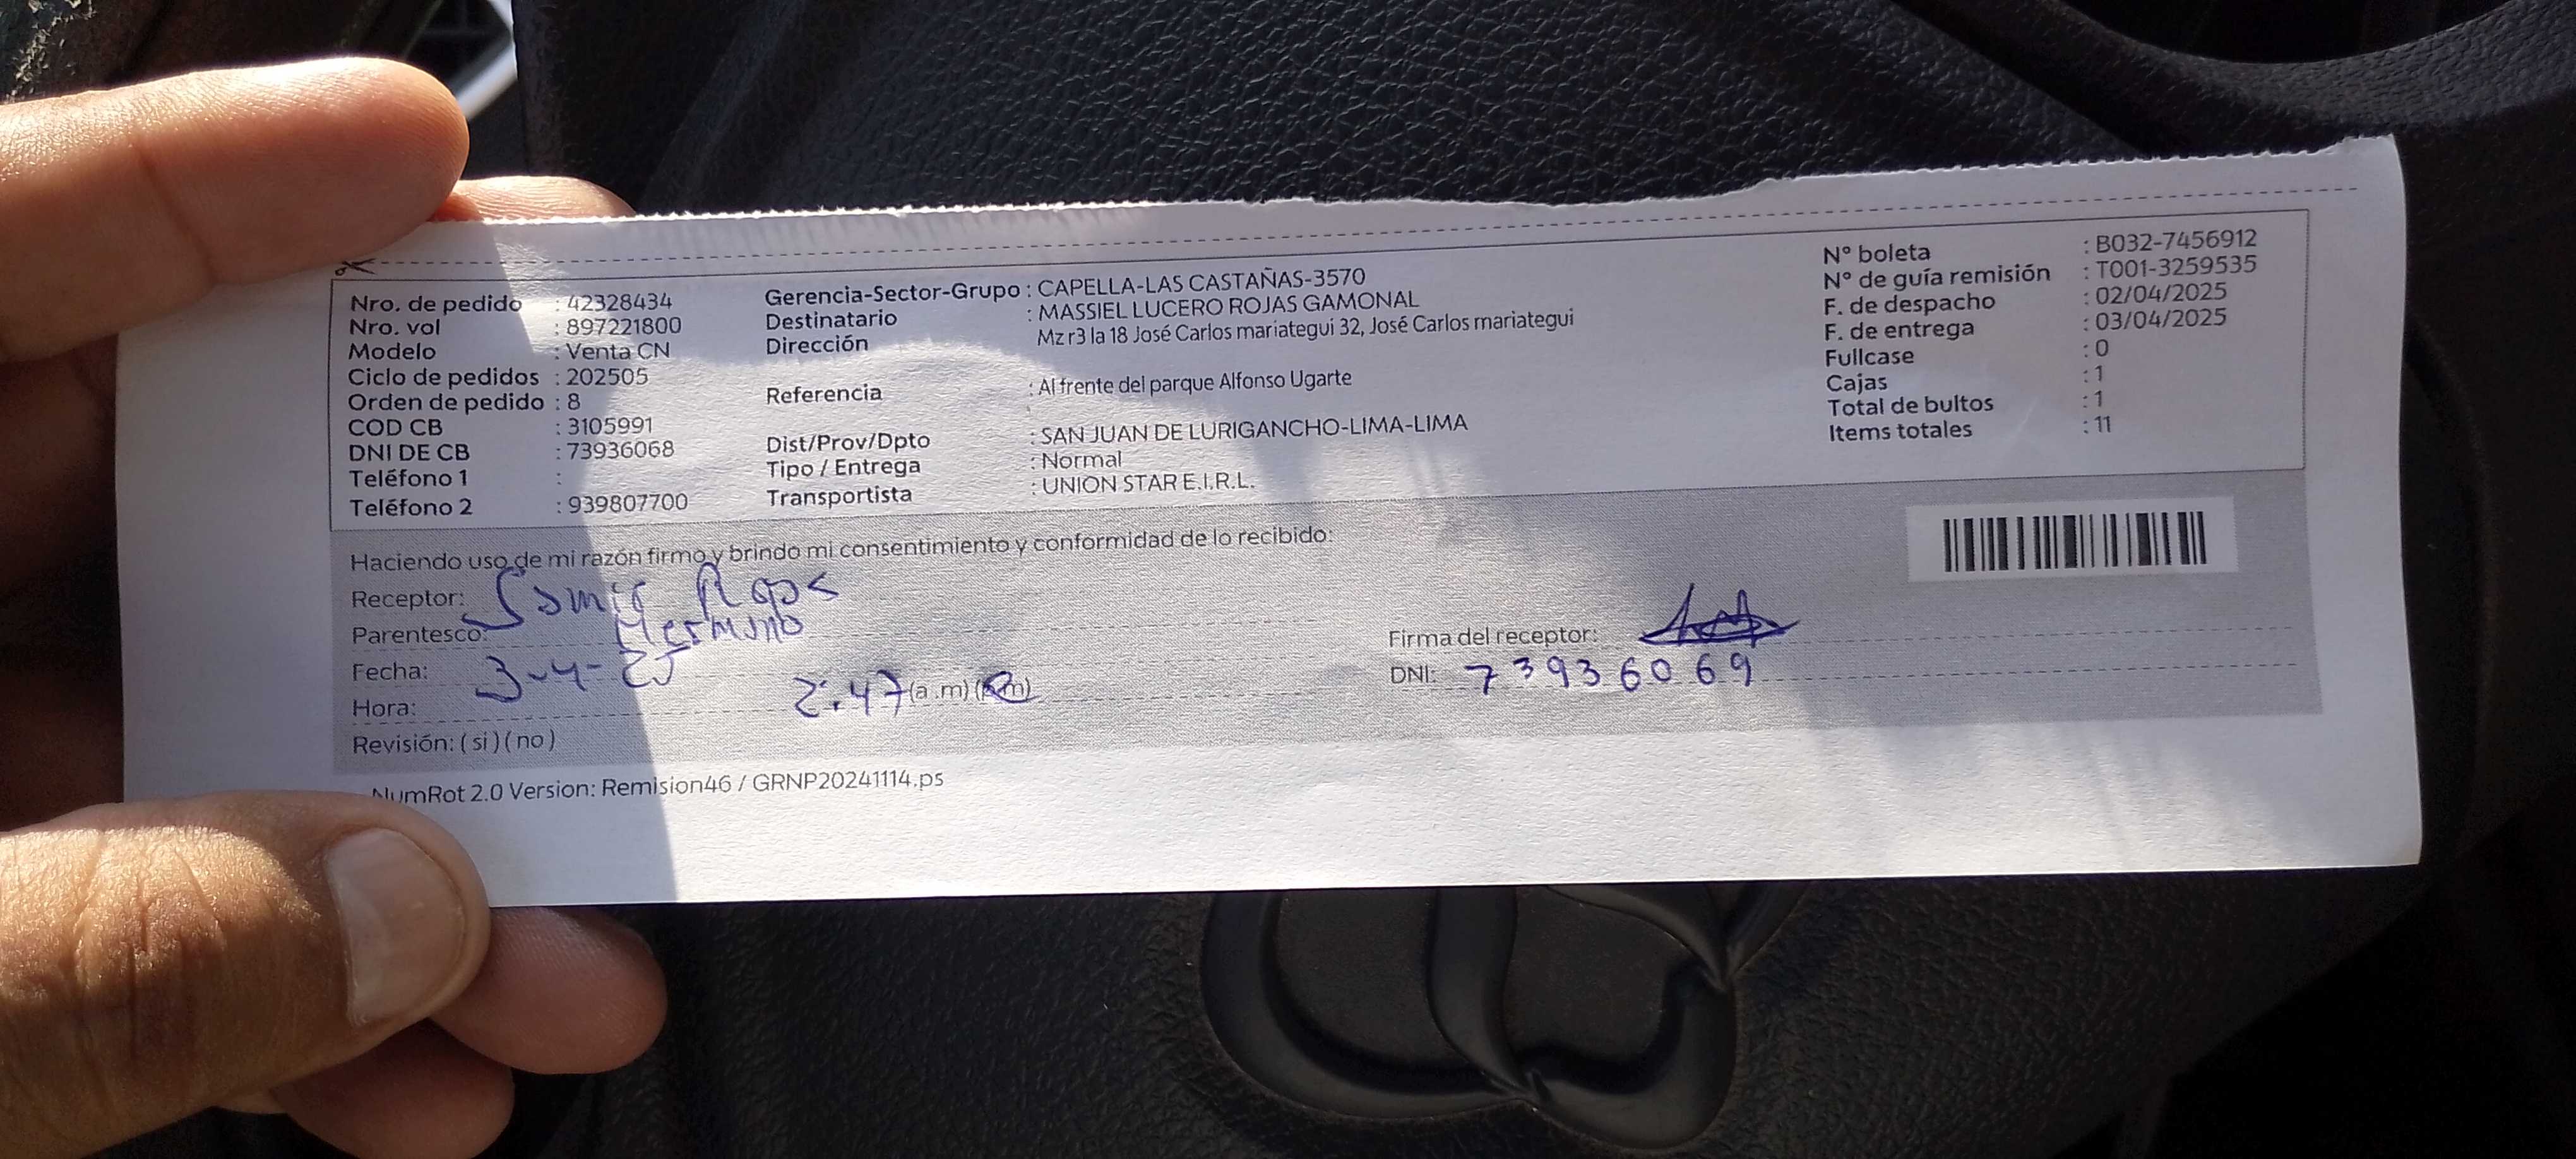 Nro. de pedido : 42328434
Nro. vol : 897221800
Modelo : Venta CN
Ciclo de pedidos : 202505
Orden de pedido : 8
COD CB : 3105991
DNI DE CB : 73936068
Teléfono 1 :
Teléfono 2 : 939807700
Gerencia-Sector-Grupo : CAPELLA-LAS CASTAÑAS-3570
Destinatario : MASSIEL LUCERO ROJAS GAMONAL
Dirección Mz r3 la 18 José Carlos mariategui 32, José Carlos mariategui
Referencia : Al frente del parque Alfonso Ugarte
Dist/Prov/Dpto : SAN JUAN DE LURIGANCHO-LIMA-LIMA
Tipo / Entrega : Normal
Transportista : UNION STAR E.I.R.L.
N° boleta : B032-7456912
N° de guía remisión : T001-3259535
F. de despacho : 02/04/2025
F. de entrega : 03/04/2025
Fullcase : 0
Cajas : 1
Total de bultos : 1
Items totales : 11
Haciendo uso de mi razón firmo y brindo mi consentimiento y conformidad de lo recibido:
Receptor:
Parentesco: Hermano
Fecha: 3-4-25
Hora: 2:47 (a.m) (p.m)
Revisión: (si) (no)
Firma del receptor:
DNI: 73936069
NumRot 2.0 Version: Remision46 / GRNP20241114.ps